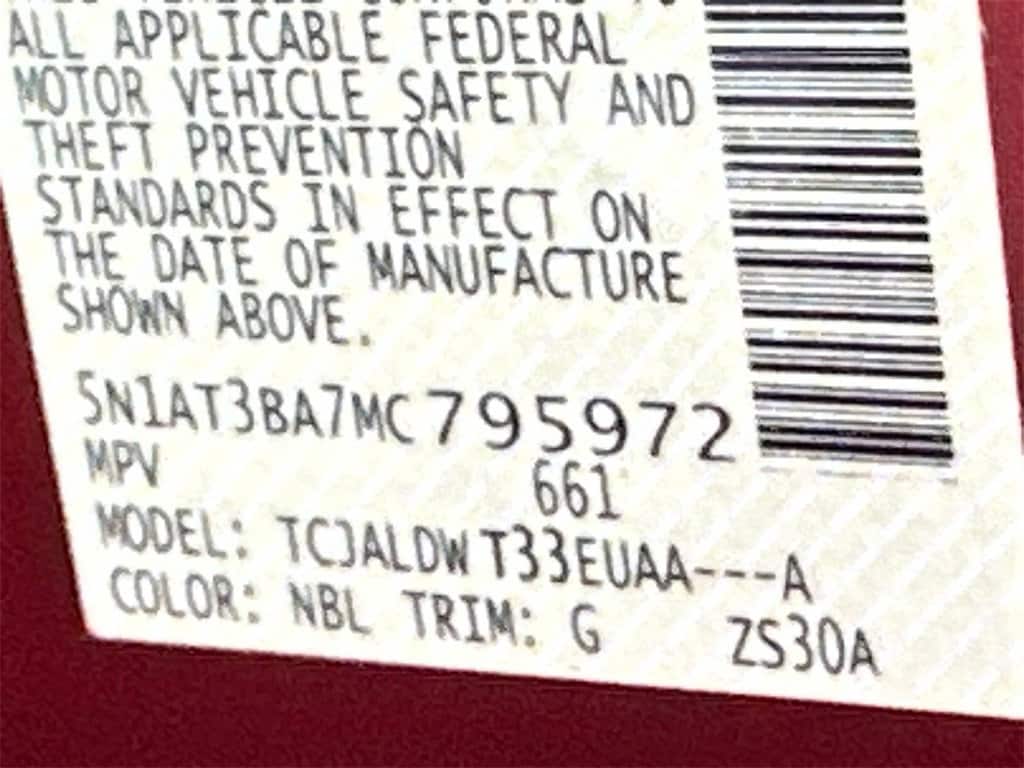 ALL APPLICABLE FEDERAL
MOTOR VEHICLE SAFETY AND
THEFT PREVENTION
STANDARDS IN EFFECT ON
THE DATE OF MANUFACTURE
SHOWN ABOVE.
5N1AT3BA7MC795972
MPV 661
MODEL: TCJALDWT33EUAA---A
COLOR: NBL TRIM: G ZS30A